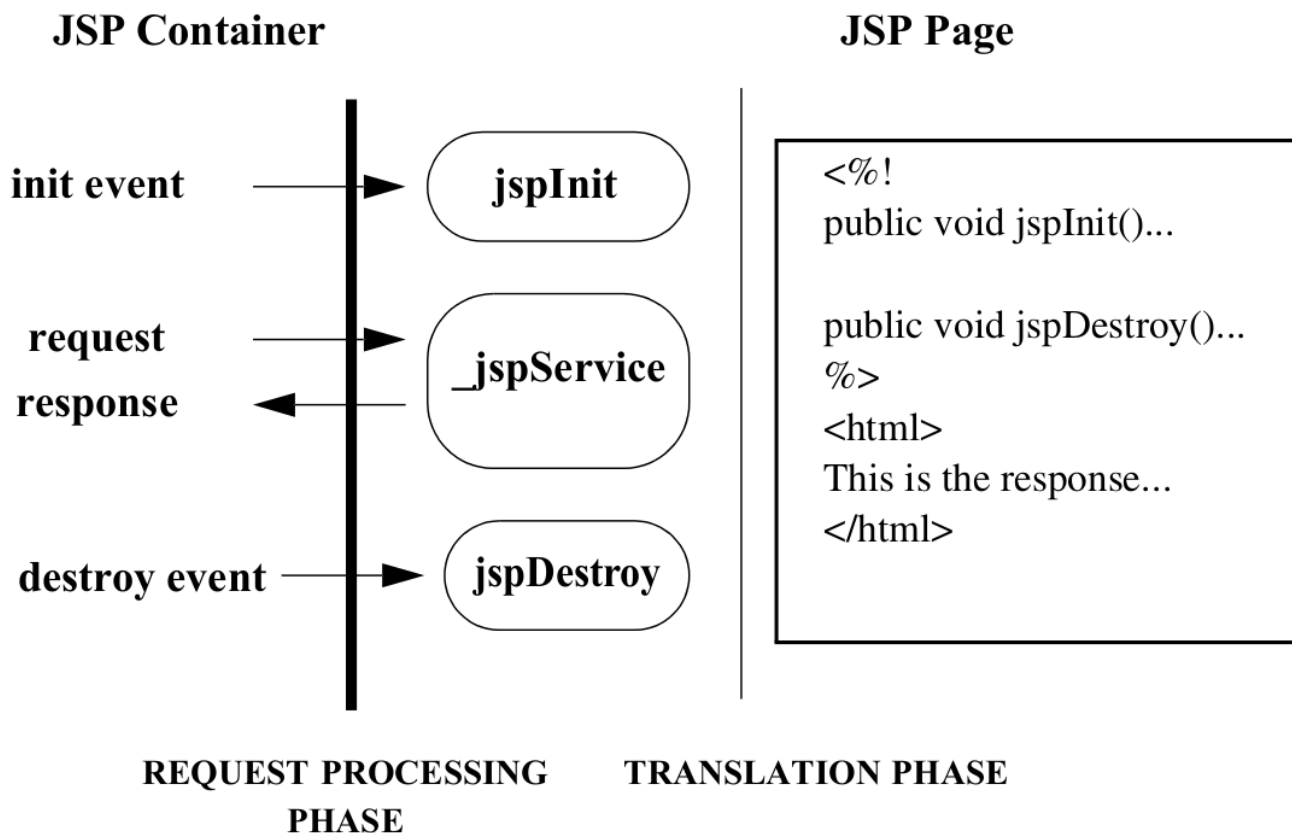 JSP Container
JSP Page
init event
jspInit
request
response
_jspService
destroy event
jspDestroy
<%!
public void jspInit()...
public void jspDestroy()...
%>
<html>
This is the response...
</html>
REQUEST PROCESSING
PHASE
TRANSLATION PHASE